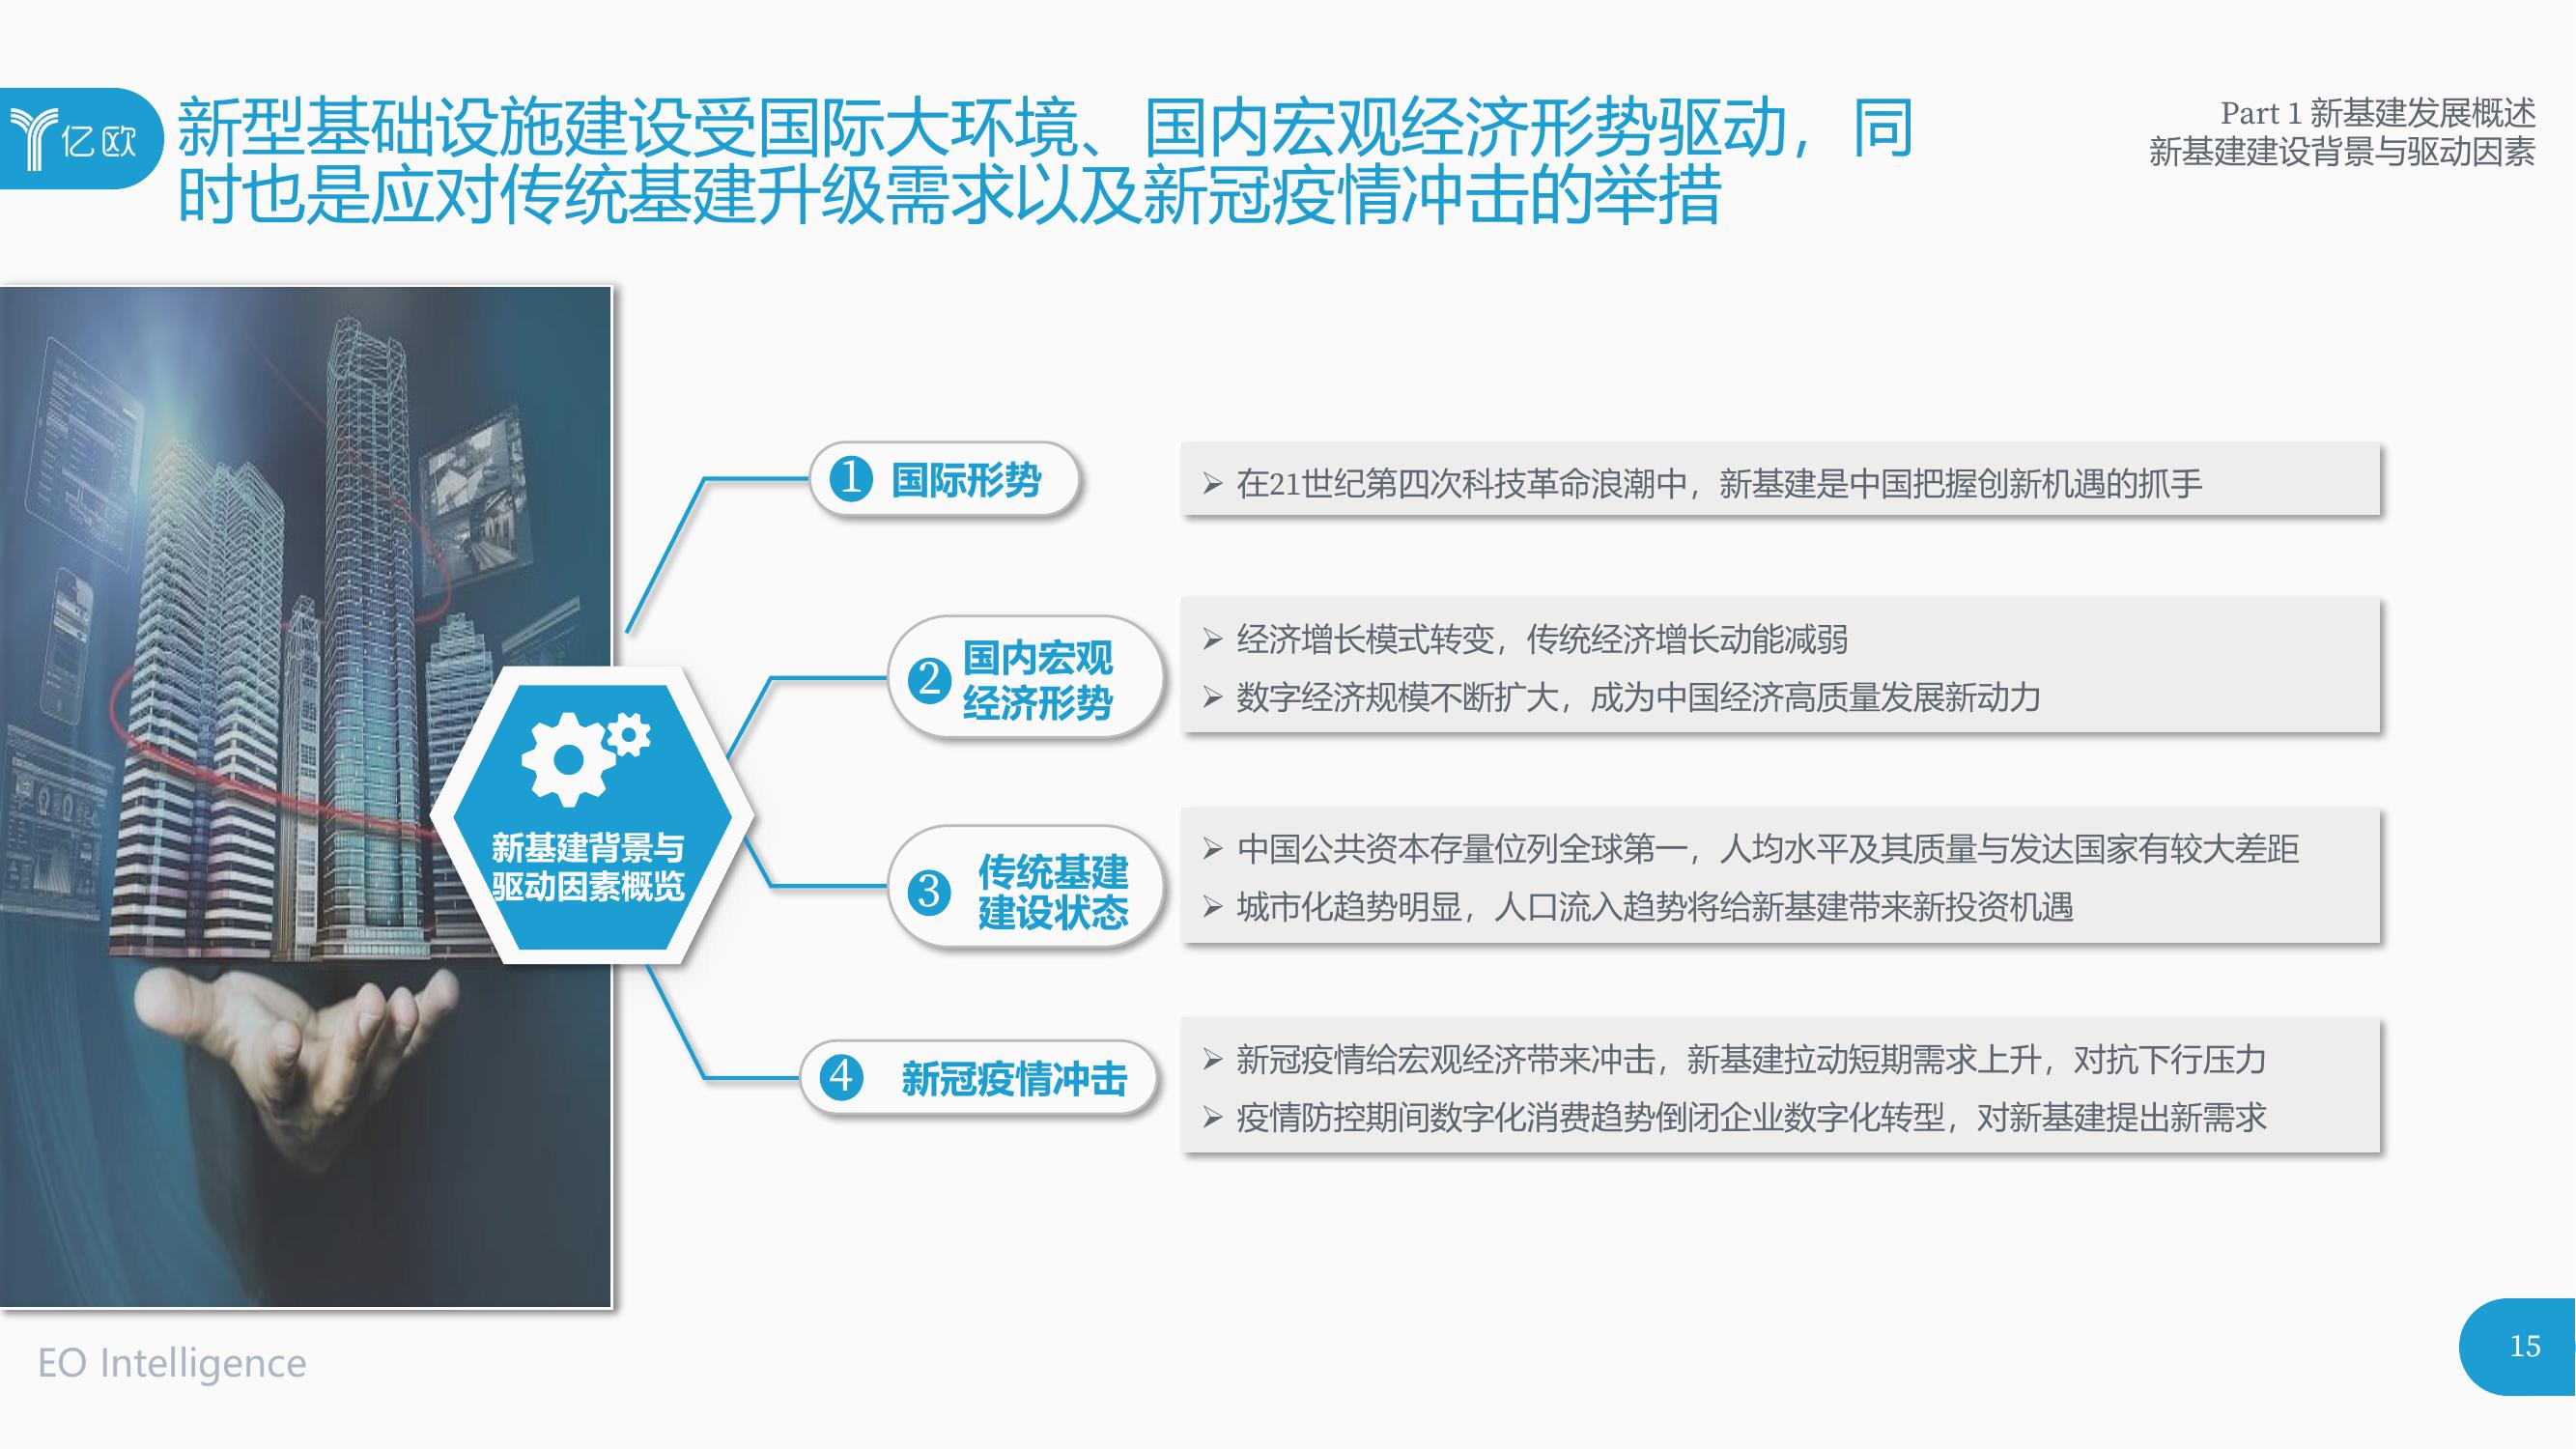 亿欧
新型基础设施建设受国际大环境、国内宏观经济形势驱动，同
时也是应对传统基建升级需求以及新冠疫情冲击的举措
Part 1 新基建发展概述
新基建建设背景与驱动因素
新基建背景与
驱动因素概览
1 国际形势
➢ 在21世纪第四次科技革命浪潮中，新基建是中国把握创新机遇的抓手
2 国内宏观
经济形势
➢ 经济增长模式转变，传统经济增长动能减弱
➢ 数字经济规模不断扩大，成为中国经济高质量发展新动力
3 传统基建
建设状态
➢ 中国公共资本存量位列全球第一，人均水平及其质量与发达国家有较大差距
➢ 城市化趋势明显，人口流入趋势将给新基建带来新投资机遇
4 新冠疫情冲击
➢ 新冠疫情给宏观经济带来冲击，新基建拉动短期需求上升，对抗下行压力
➢ 疫情防控期间数字化消费趋势倒闭企业数字化转型，对新基建提出新需求
EO Intelligence
15